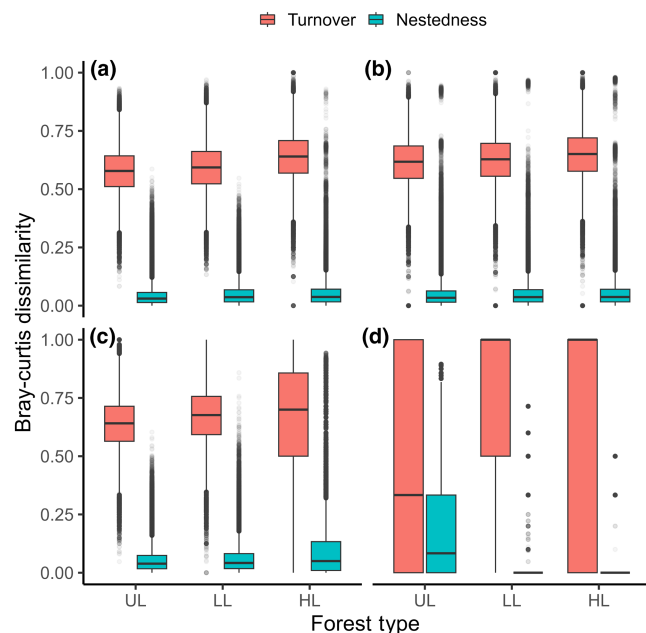 Turnover Nestedness
(a) (b)
1.00
0.75
0.50
0.25
0.00
(c) (d)
1.00
0.75
0.50
0.25
0.00
Bray-curtis dissimilarity
UL LL HL UL LL HL
Forest type